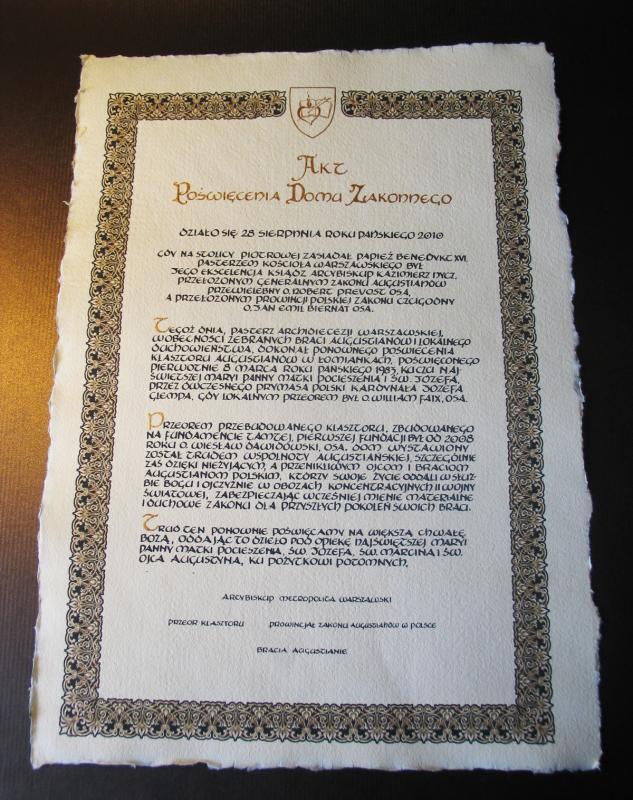 Akt
Poświęcenia Domu Zakonnego
Działo się 28 sierpnia Roku Pańskiego 2010
Gdy na Stolicy Piotrowej zasiadał Papież Benedykt XVI,
Pasterzem Kościoła Warszawskiego był
Jego Ekscelencja Ksiądz Arcybiskup Kazimierz Nycz,
Przełożonym Generalnym Zakonu Augustianów
Przewielebny O. Robert Prevost OSA,
a Przełożonym Prowincji Polskiej Zakonu Czcigodny
O. Jan Emil Biernat OSA.
Tegoż dnia, Pasterz Archidiecezji Warszawskiej,
w obecności zebranych Braci Augustianów i lokalnego
duchowieństwa, dokonał ponownego poświęcenia
klasztoru Augustianów w Łomiankach, poświęconego
pierwotnie 8 marca Roku Pańskiego 1983, ku czci Naj-
świętszej Maryi Panny Matki Pocieszenia i św. Józefa,
przez ówczesnego Prymasa Polski Kardynała Józefa
Glempa, gdy lokalnym przeorem był O. William Faix, OSA.
Przeorem przebudowanego klasztoru, zbudowanego
na fundamencie tamtej, pierwszej fundacji był od 2008
roku O. Wiesław Dawidowski, OSA. Dom wystawiony
został trudem wspólnoty augustiańskiej, szczególnie
zaś dzięki nieżyjącym, a przenikliwym Ojcom i Braciom
Augustianom Polskim, którzy swoje życie oddali w służ-
bie Bogu i Ojczyźnie w obozach koncentracyjnych II wojny
światowej, zabezpieczając wcześniej mienie materialne
i duchowe zakonu dla przyszłych pokoleń swoich braci.
Trud ten ponownie poświęcamy na większą chwałę
Bożą, oddając to dzieło pod opiekę Najświętszej Maryi
Panny Matki Pocieszenia, św. Józefa, św. Marcina i św.
Ojca Augustyna, ku pożytkowi potomnych.
Arcybiskup Metropolita Warszawski
Przeor Klasztoru Prowincjał Zakonu Augustianów w Polsce
Bracia Augustianie